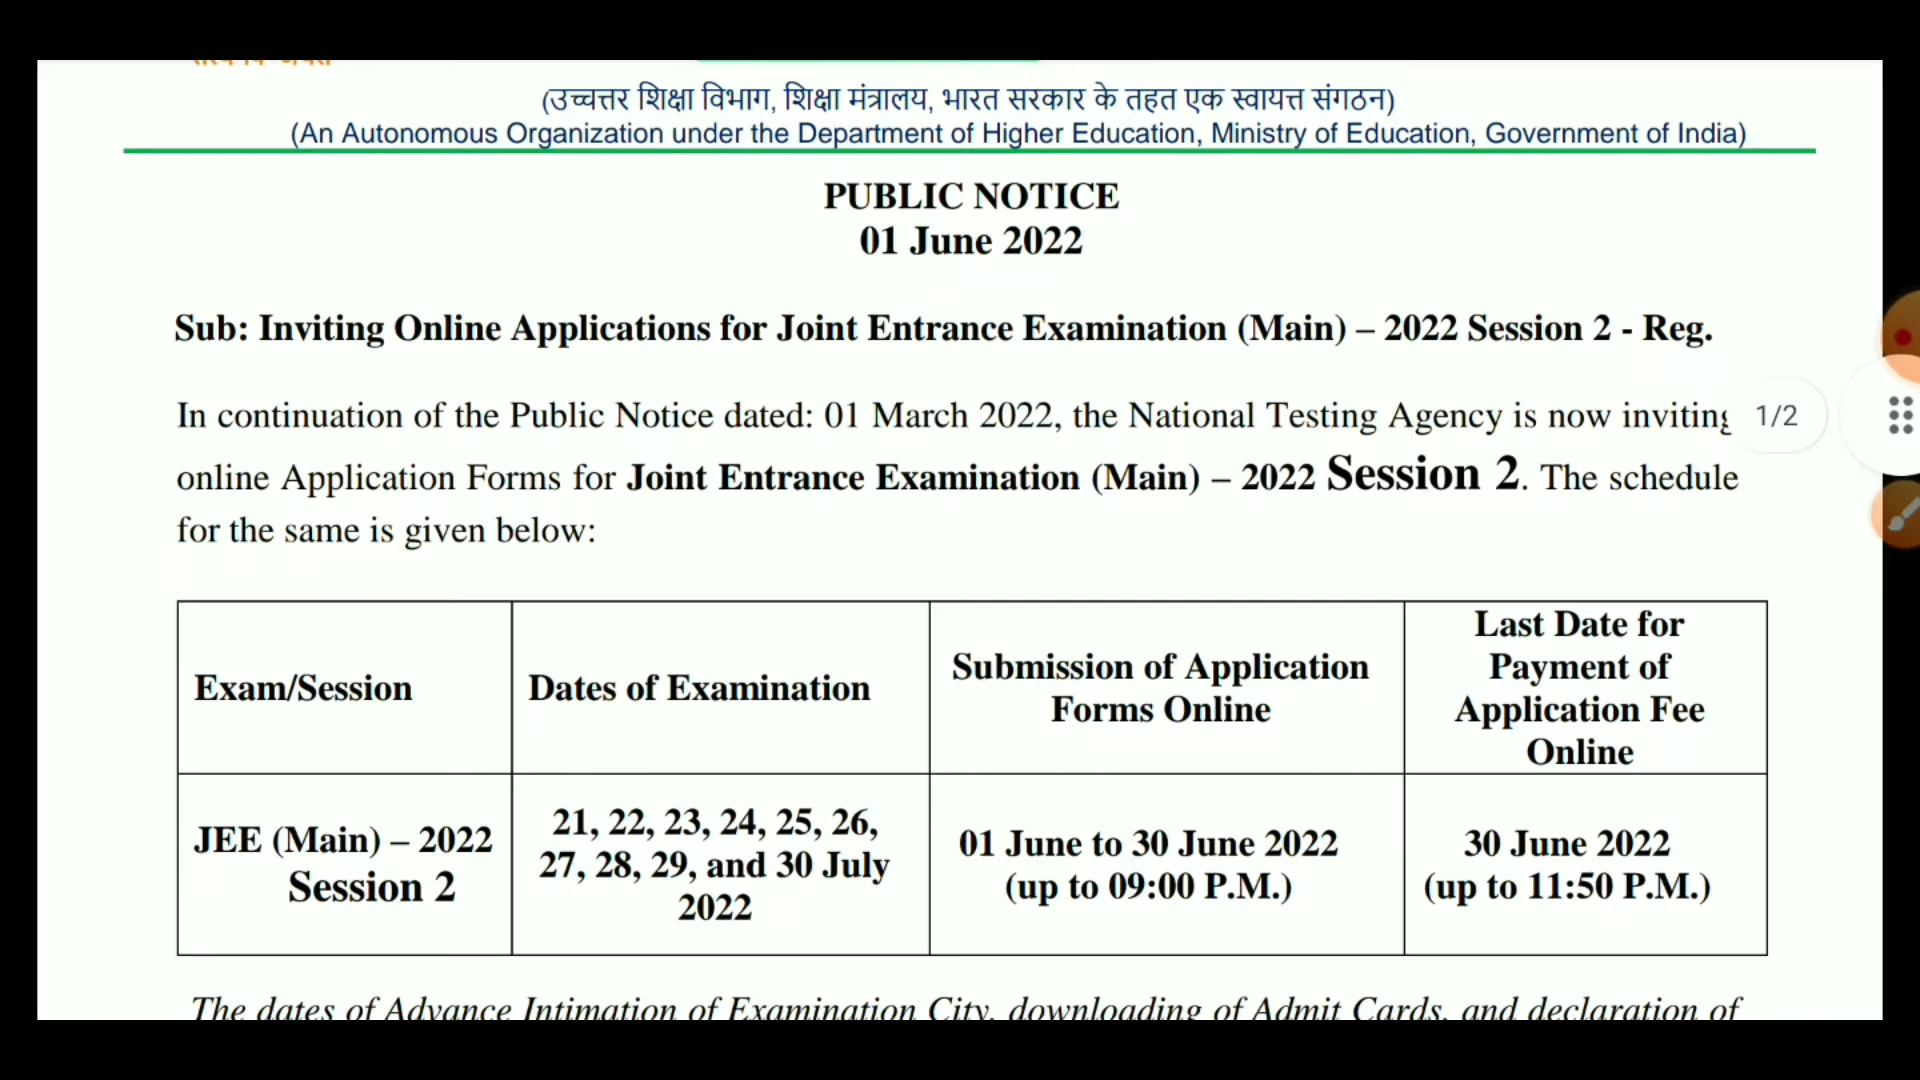 (उच्चत्तर शिक्षा विभाग, शिक्षा मंत्रालय, भारत सरकार के तहत एक स्वायत्त संगठन)
(An Autonomous Organization under the Department of Higher Education, Ministry of Education, Government of India)
PUBLIC NOTICE
01 June 2022
Sub: Inviting Online Applications for Joint Entrance Examination (Main) – 2022 Session 2 - Reg.
In continuation of the Public Notice dated: 01 March 2022, the National Testing Agency is now inviting
1/2
online Application Forms for Joint Entrance Examination (Main) – 2022 Session 2. The schedule
for the same is given below:
Exam/Session
Dates of Examination
Submission of Application
Forms Online
Last Date for
Payment of
Application Fee
Online
JEE (Main) – 2022
Session 2
21, 22, 23, 24, 25, 26,
27, 28, 29, and 30 July
2022
01 June to 30 June 2022
(up to 09:00 P.M.)
30 June 2022
(up to 11:50 P.M.)
The dates of Advance Intimation of Examination City, downloading of Admit Cards, and declaration of